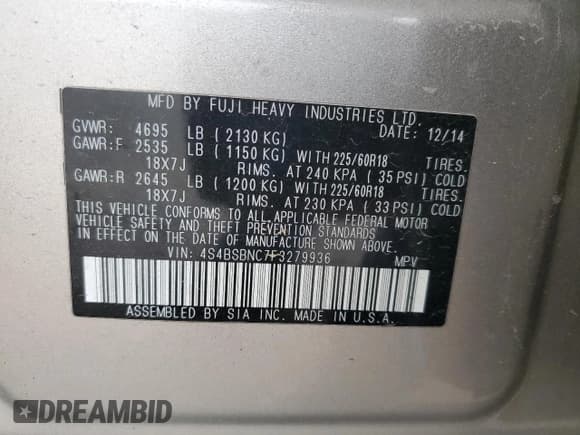 MFD BY FUJI HEAVY INDUSTRIES LTD.
GVWR: 4695 LB ( 2130 KG) DATE: 12/14
GAWR:F 2535 LB ( 1150 KG) WITH 225/60R18 TIRES.
18X7J RIMS. AT 240 KPA ( 35 PSI) COLD
GAWR:R 2645 LB ( 1200 KG) WITH 225/60R18 TIRES.
18X7J RIMS. AT 230 KPA ( 33 PSI) COLD
THIS VEHICLE CONFORMS TO ALL APPLICABLE FEDERAL MOTOR
VEHICLE SAFETY AND THEFT PREVENTION STANDARDS
IN EFFECT ON THE DATE OF MANUFACTURE SHOWN ABOVE.
VIN: 4S4BSBNC7F3279936 MPV
ASSEMBLED BY SIA INC. MADE IN U.S.A.
DREAMBID